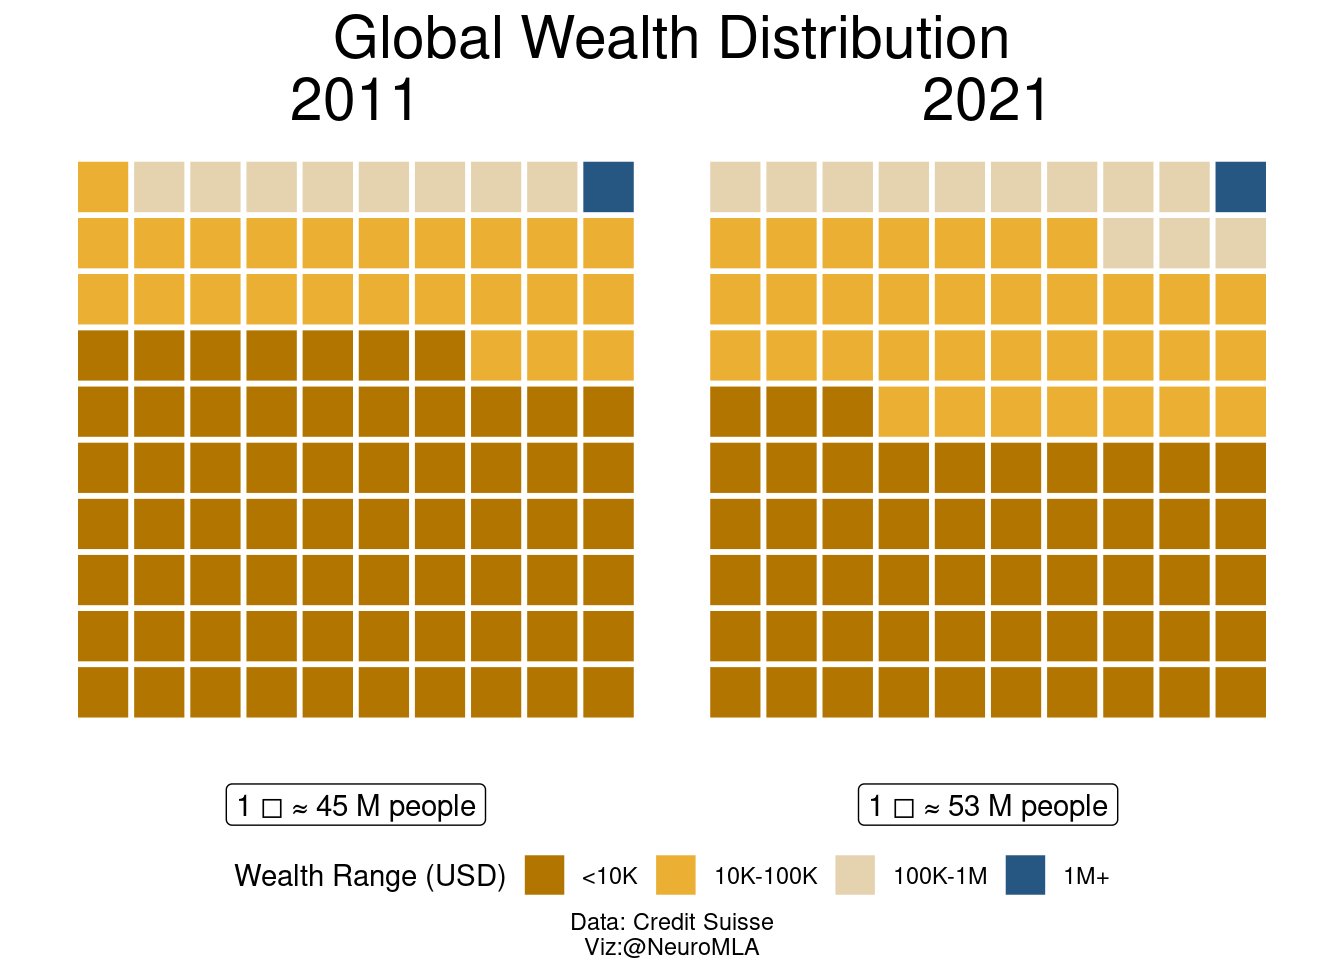 Global Wealth Distribution
2011
2021
1 □ ≈ 45 M people
1 □ ≈ 53 M people
Wealth Range (USD) <10K 10K-100K 100K-1M 1M+
Data: Credit Suisse
Viz:@NeuroMLA